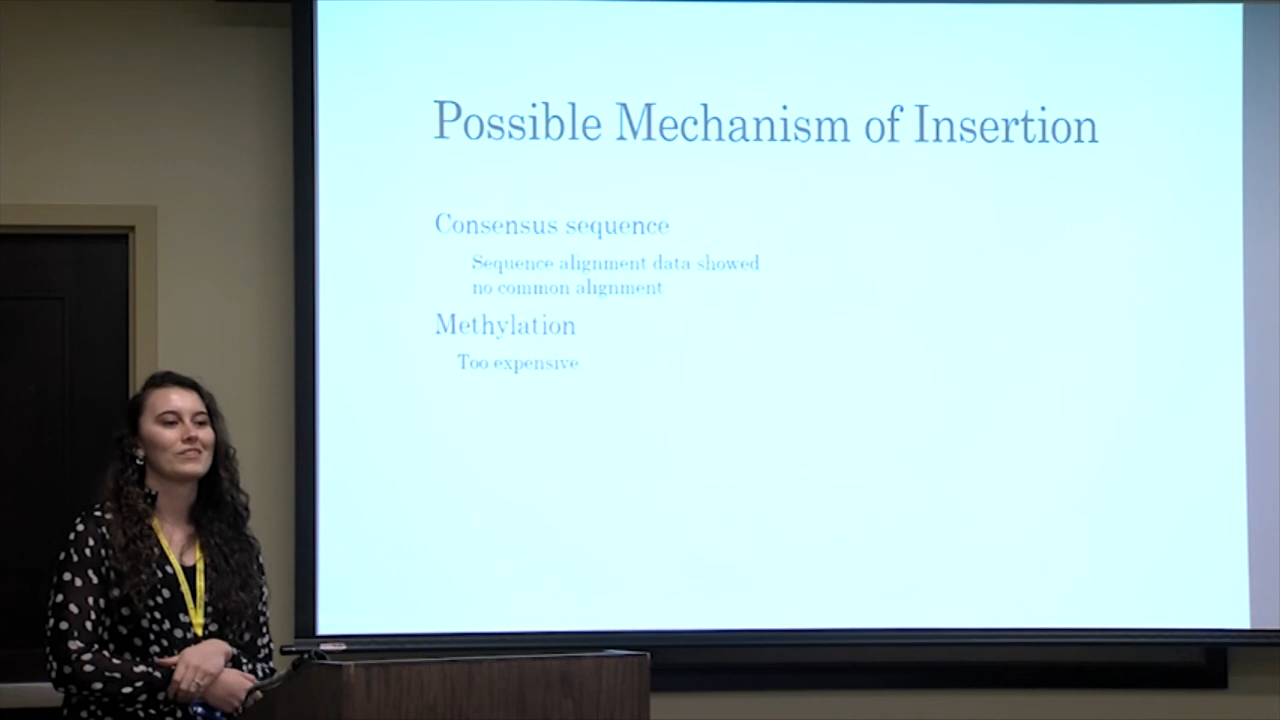 Possible Mechanism of Insertion
Consensus sequence
Sequence alignment data showed
no common alignment
Methylation
Too expensive